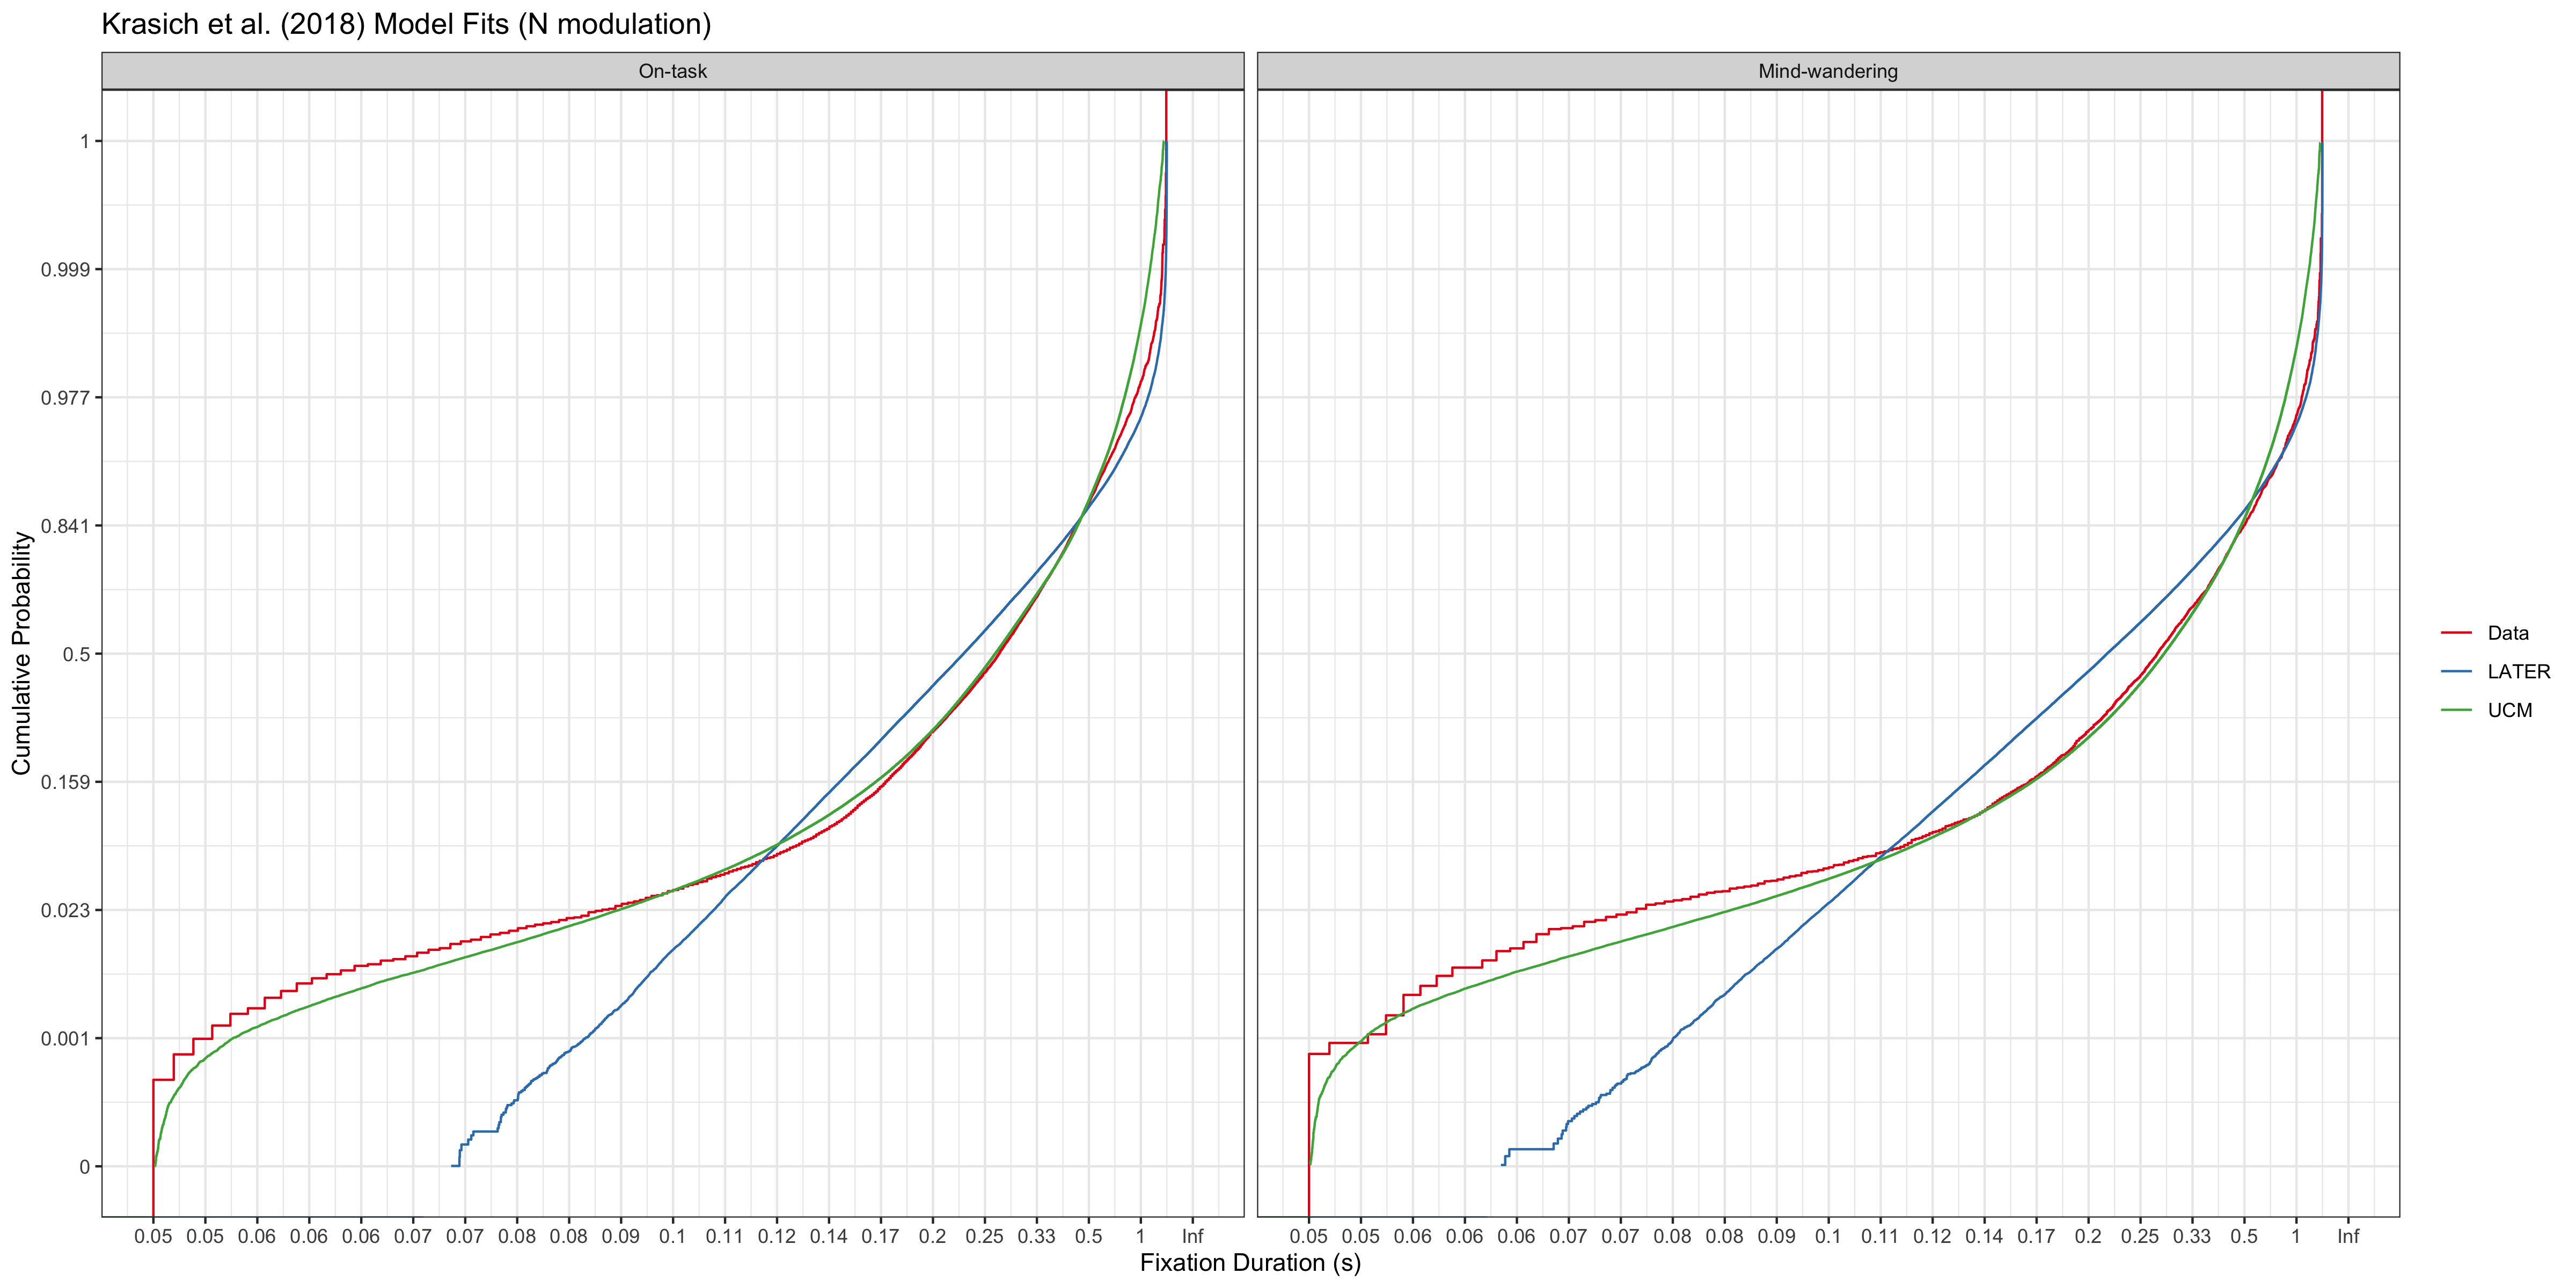 Krasich et al. (2018) Model Fits (N modulation)
On-task
Mind-wandering
Cumulative Probability
1
0.999
0.977
0.841
0.5
0.159
0.023
0.001
0
0.05 0.05 0.06 0.06 0.06 0.07 0.07 0.08 0.08 0.09 0.1 0.11 0.12 0.14 0.17 0.2 0.25 0.33 0.5 1 Inf
0.05 0.05 0.06 0.06 0.06 0.07 0.07 0.08 0.08 0.09 0.1 0.11 0.12 0.14 0.17 0.2 0.25 0.33 0.5 1 Inf
Fixation Duration (s)
Data
LATER
UCM